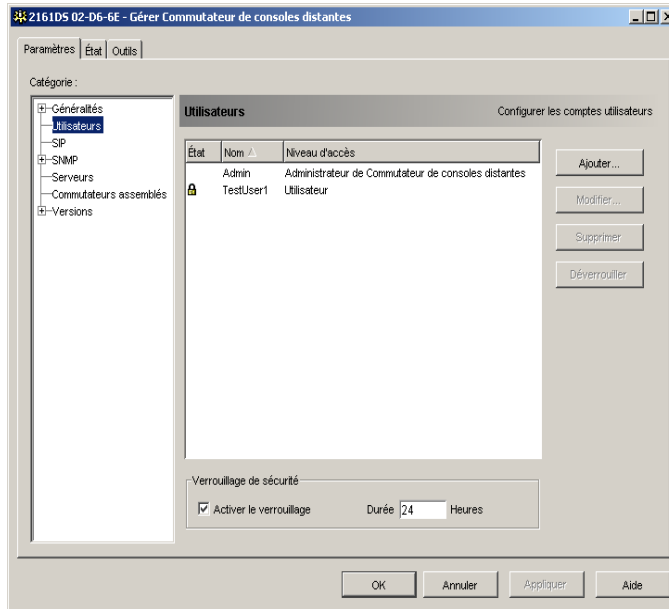 2161DS 02-D6-6E - Gérer Commutateur de consoles distantes
Paramètres État Outils
Catégorie :
Généralités
Utilisateurs
SIP
SNMP
Serveurs
Commutateurs assemblés
Versions
Utilisateurs Configurer les comptes utilisateurs
État Nom Niveau d'accès
Admin Administrateur de Commutateur de consoles distantes
TestUser1 Utilisateur
Ajouter...
Modifier...
Supprimer
Déverrouiller
Verrouillage de sécurité
Activer le verrouillage Durée 24 Heures
OK Annuler Appliquer Aide